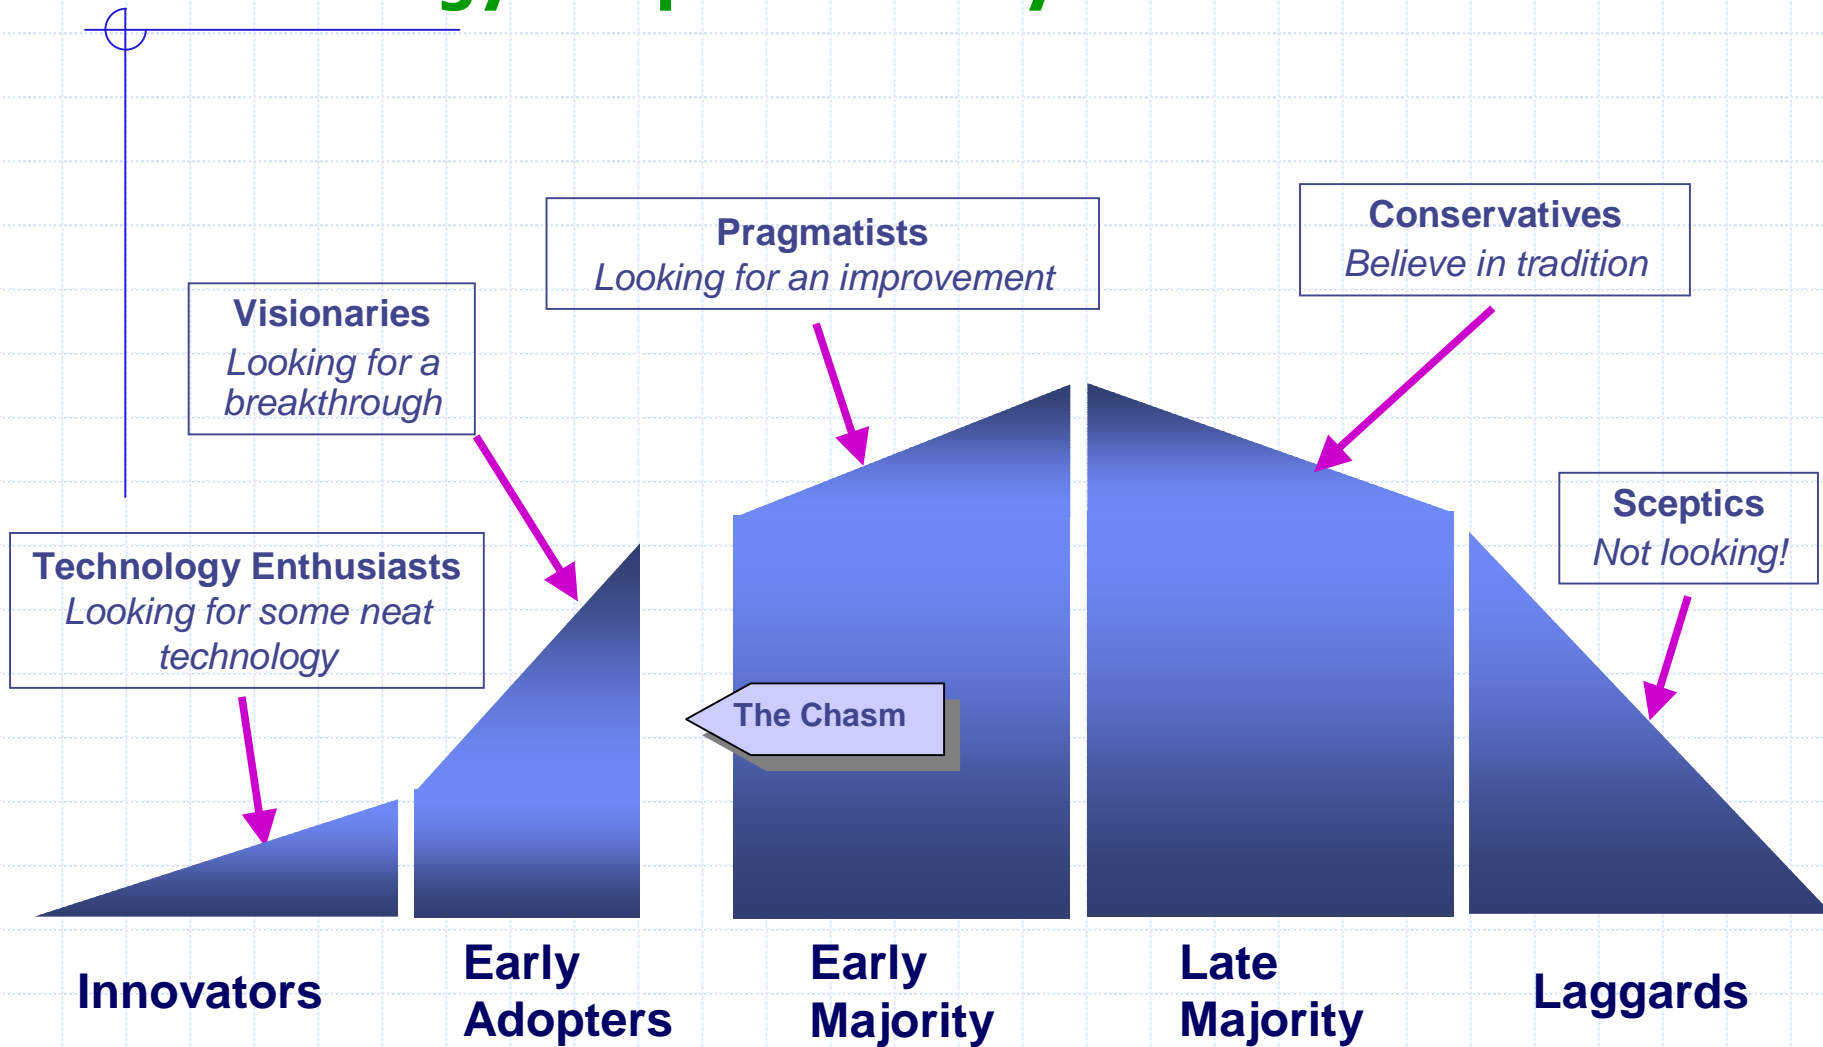 Conservatives
Believe in tradition
Pragmatists
Looking for an improvement
Visionaries
Looking for a
breakthrough
Sceptics
Not looking!
Technology Enthusiasts
Looking for some neat
technology
The Chasm
Innovators
Early
Adopters
Early
Majority
Late
Majority
Laggards